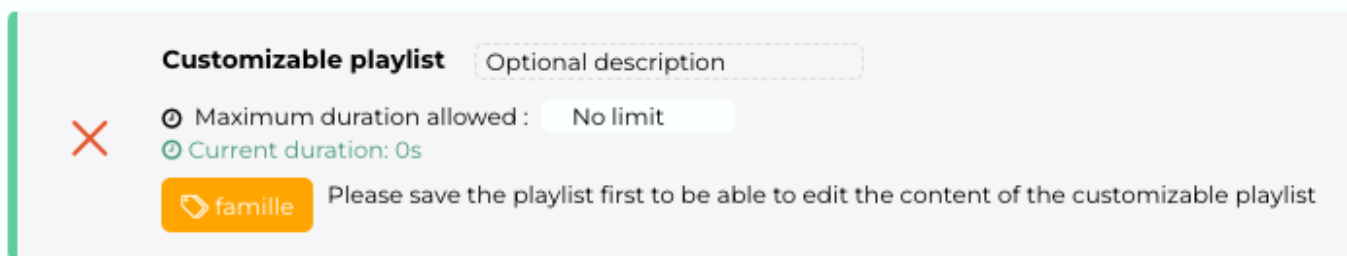 Customizable playlist Optional description
Maximum duration allowed : No limit
Current duration: 0s
famille Please save the playlist first to be able to edit the content of the customizable playlist